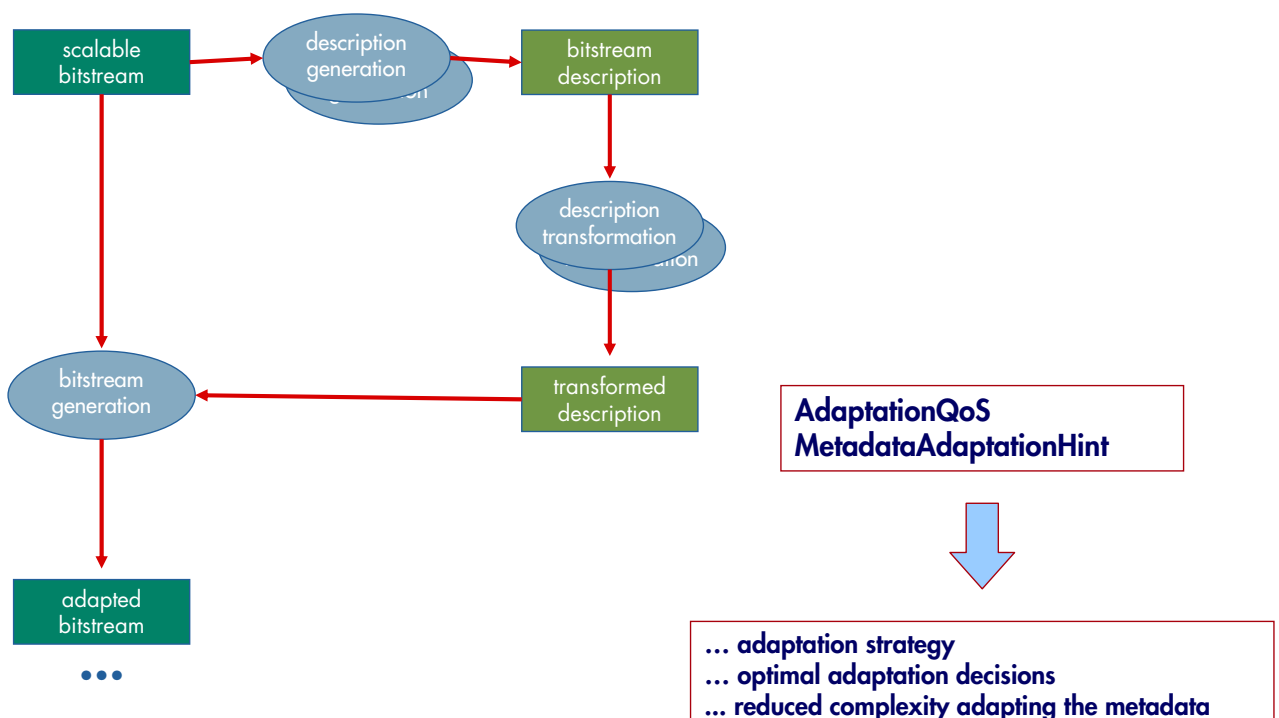 scalable
bitstream
description
generation
bitstream
description
description
transformation
bitstream
generation
transformed
description
AdaptationQoS
MetadataAdaptationHint
adapted
bitstream
•••
... adaptation strategy
... optimal adaptation decisions
... reduced complexity adapting the metadata